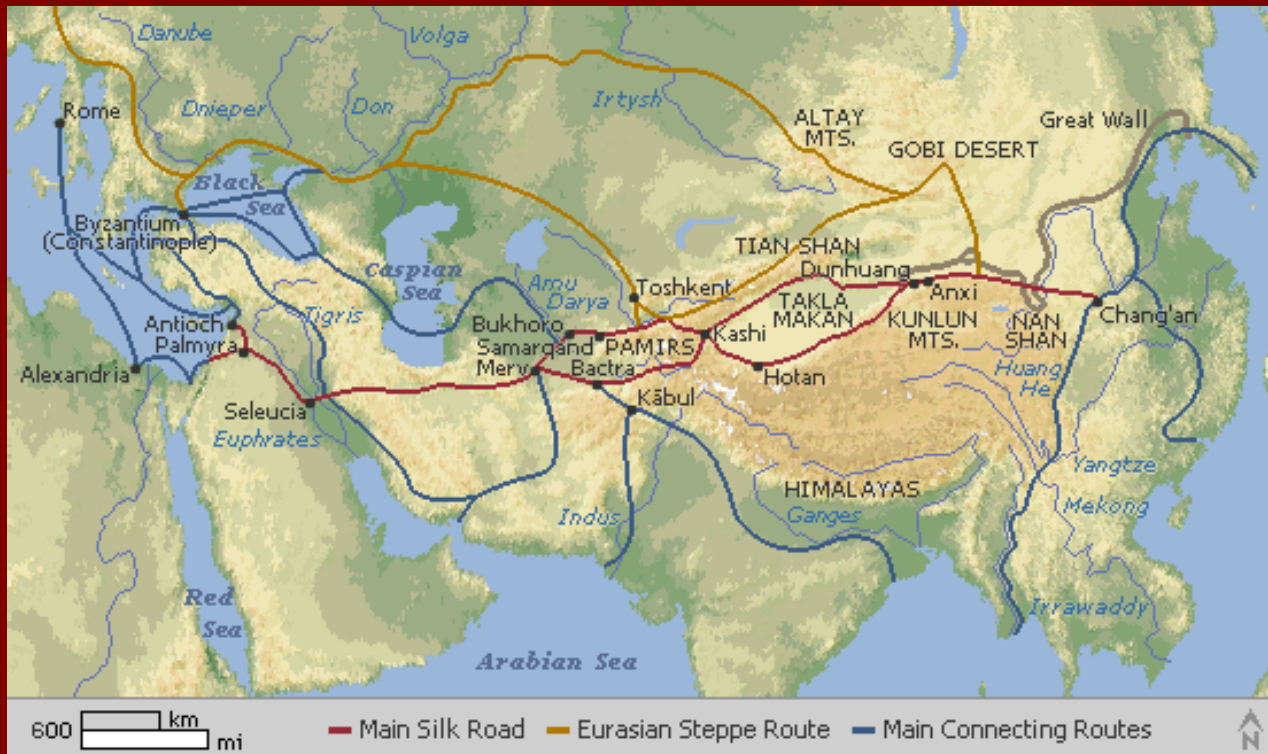 Danube
Volga
Dnieper
Don
Irtysh
Rome
ALTAY
MTS.
Great Wall
GOBI DESERT
Black
Sea
Byzantium
(Constantinople)
TIAN SHAN
Caspian
Sea
Amu
Darya
Toshkent
Dunhuang
Anxi
Tigris
TAKLA
MAKAN
KUNLUN
MTS.
NAN
SHAN
Chang'an
Antioch
Palmyra
Bukhoro
Samarqand
PAMIRS
Kashi
Merv
Bactra
Hotan
Huang
He
Alexandria
Seleucia
Kābul
Euphrates
Yangtze
HIMALAYAS
Indus
Ganges
Mekong
Red
Sea
Irrawaddy
Arabian Sea
600 km
mi
Main Silk Road
Eurasian Steppe Route
Main Connecting Routes
N